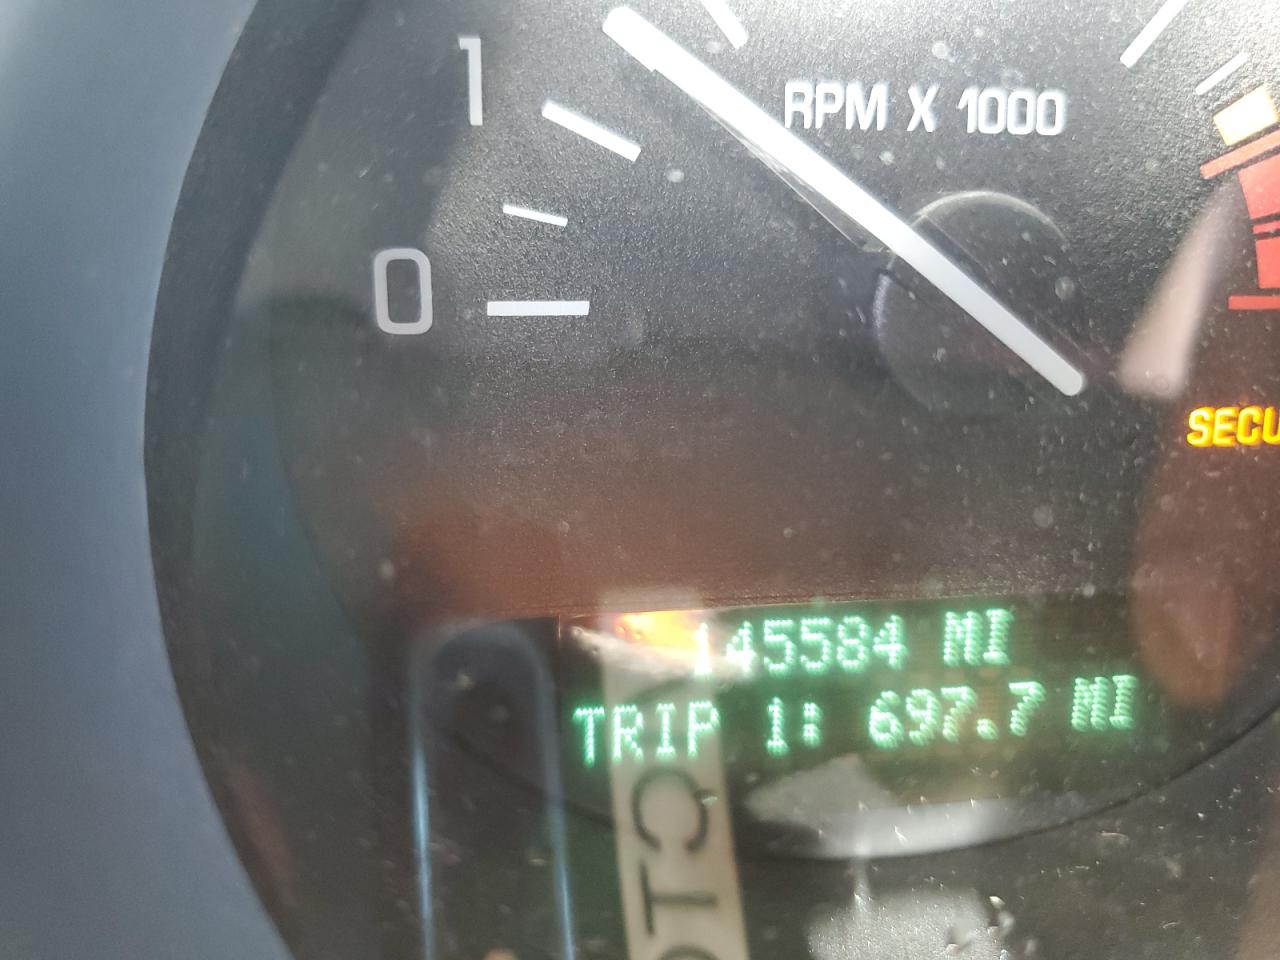 1
RPM X 1000
0
SECU
145584 MI
TRIP 1: 697.7 MI